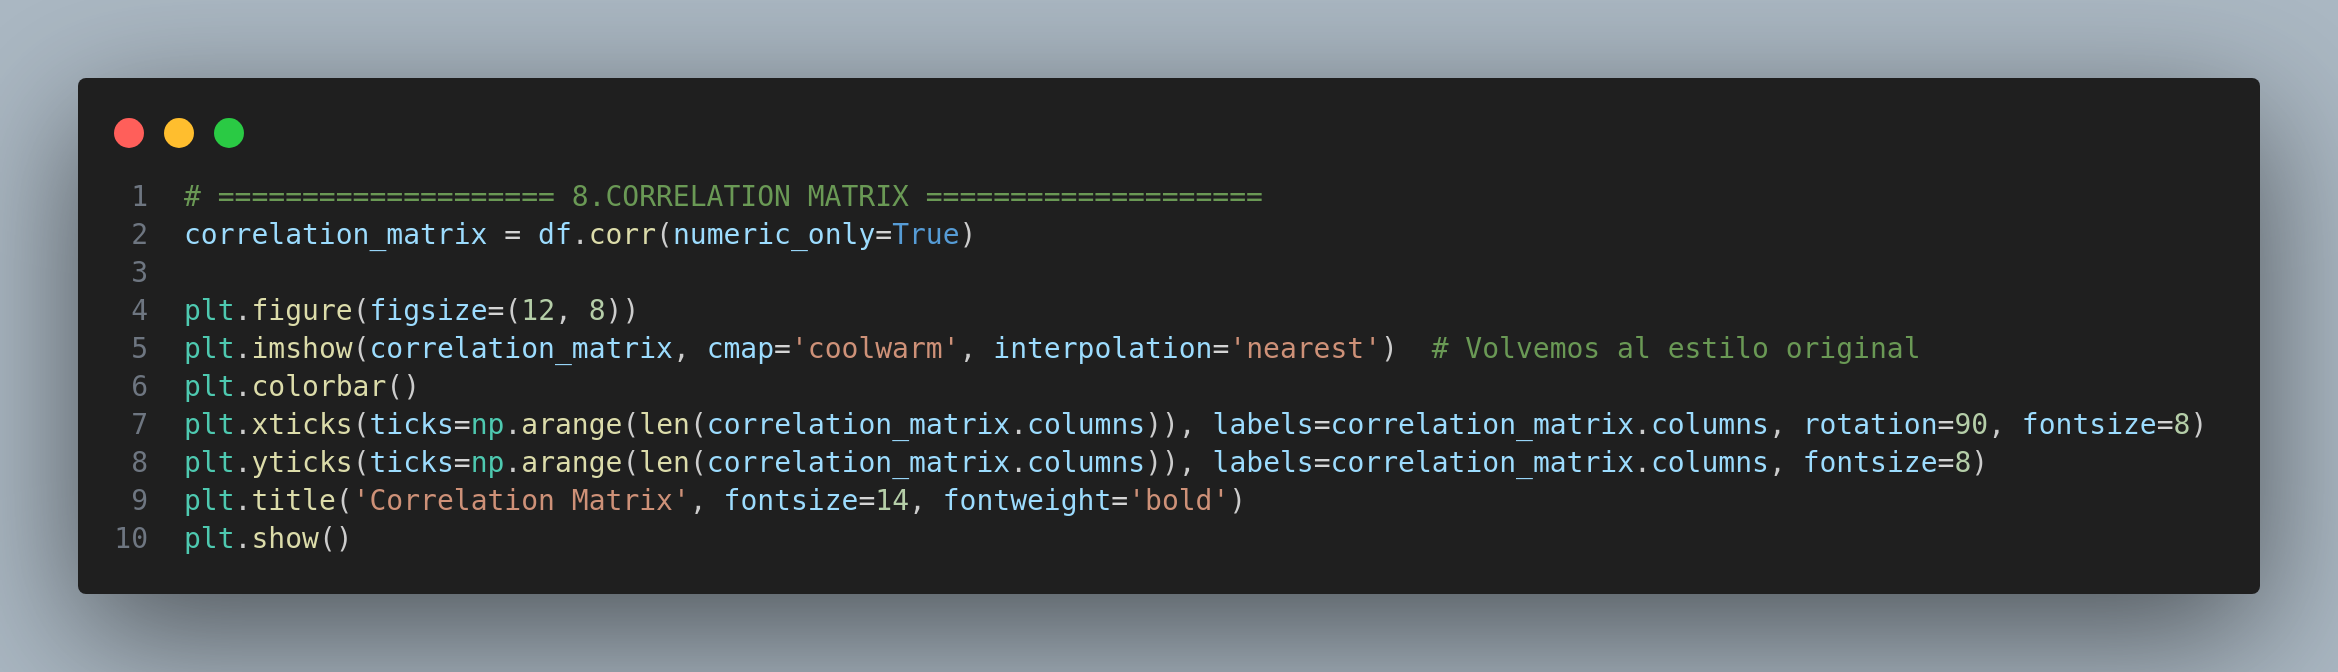 1 # ==================== 8.CORRELATION MATRIX ====================
2 correlation_matrix = df.corr(numeric_only=True)
3
4 plt.figure(figsize=(12, 8))
5 plt.imshow(correlation_matrix, cmap='coolwarm', interpolation='nearest')  # Volvemos al estilo original
6 plt.colorbar()
7 plt.xticks(ticks=np.arange(len(correlation_matrix.columns)), labels=correlation_matrix.columns, rotation=90, fontsize=8)
8 plt.yticks(ticks=np.arange(len(correlation_matrix.columns)), labels=correlation_matrix.columns, fontsize=8)
9 plt.title('Correlation Matrix', fontsize=14, fontweight='bold')
10 plt.show()